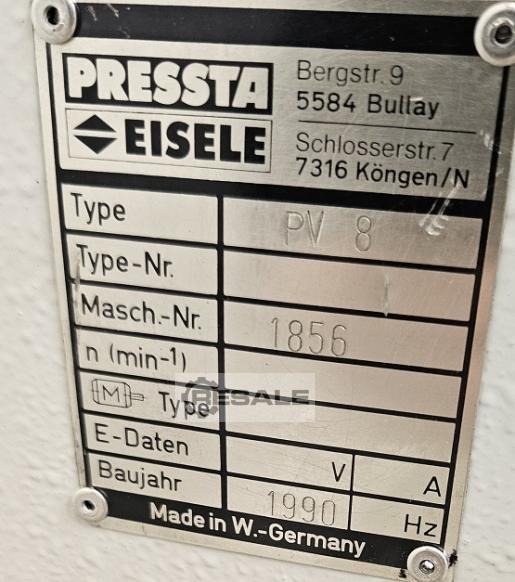 PRESSTA
EISELE
Bergstr. 9
5584 Bullay
Schlosserstr. 7
7316 Köngen/N
Type PV 8
Type-Nr.
Masch.-Nr. 1856
n (min-1)
M Type
RESALE
E-Daten V A
Baujahr 1990 Hz
Made in W.-Germany